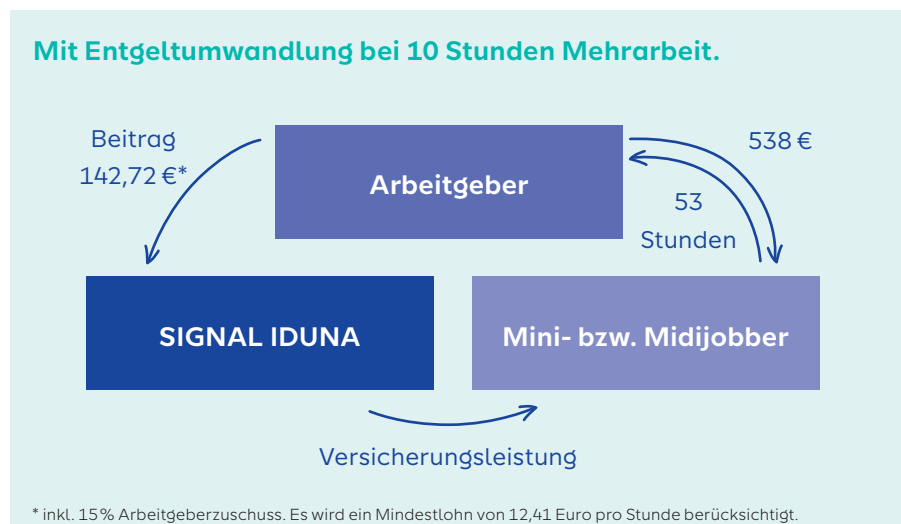 Mit Entgeltumwandlung bei 10 Stunden Mehrarbeit.
Beitrag
142,72 €*
Arbeitgeber
538 €
53
Stunden
SIGNAL IDUNA
Mini- bzw. Midijobber
Versicherungsleistung
* inkl. 15% Arbeitgeberzuschuss. Es wird ein Mindestlohn von 12,41 Euro pro Stunde berücksichtigt.